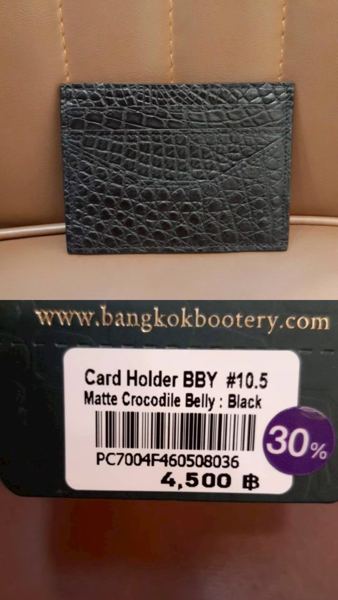 www.bangkokbootery.com
Card Holder BBY #10.5
Matte Crocodile Belly : Black
30%
PC7004F460508036
4,500 ฿